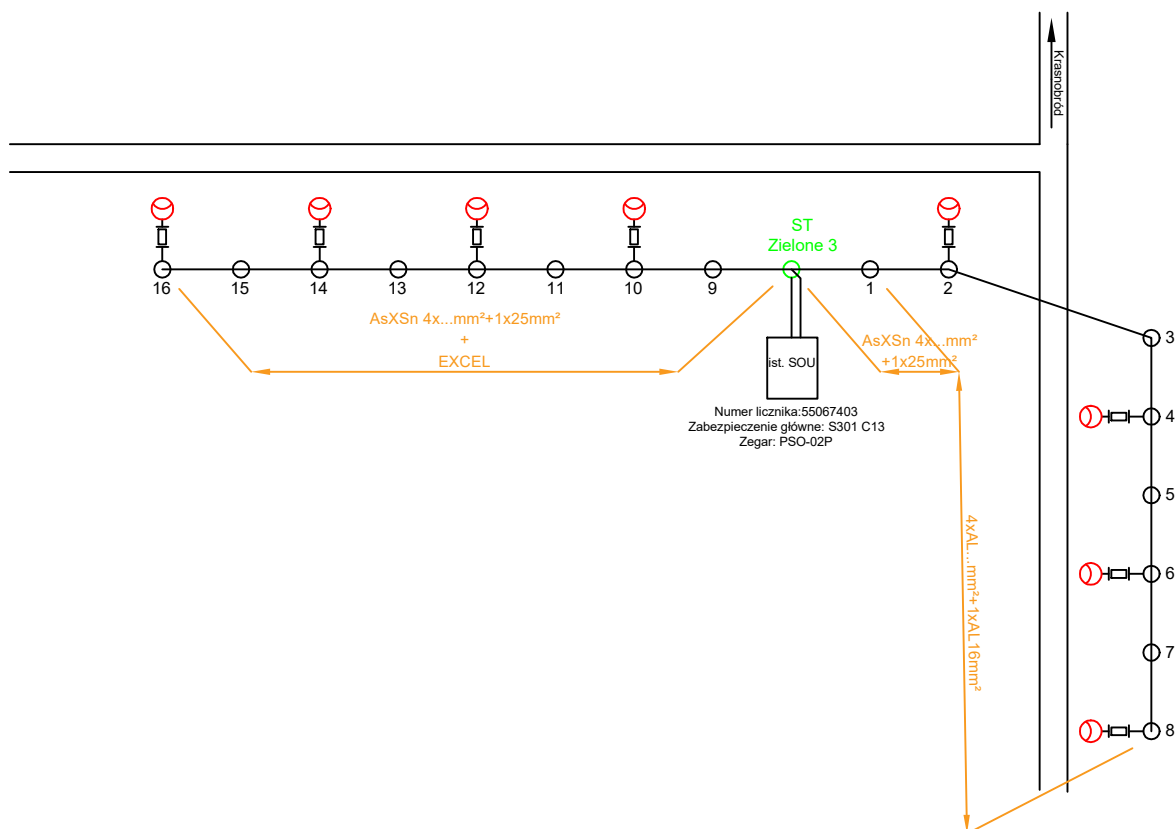 Krasnobród
ST
Zielone 3
16
15
14
13
12
11
10
9
1
2
3
AsXSn 4x...mm²+1x25mm²
+
EXCEL
AsXSn 4x...mm²
+1x25mm²
ist. SOU
Numer licznika:55067403
Zabezpieczenie główne: S301 C13
Zegar: PSO-02P
4
5
4xAL...mm²+1xAL16mm²
6
7
8